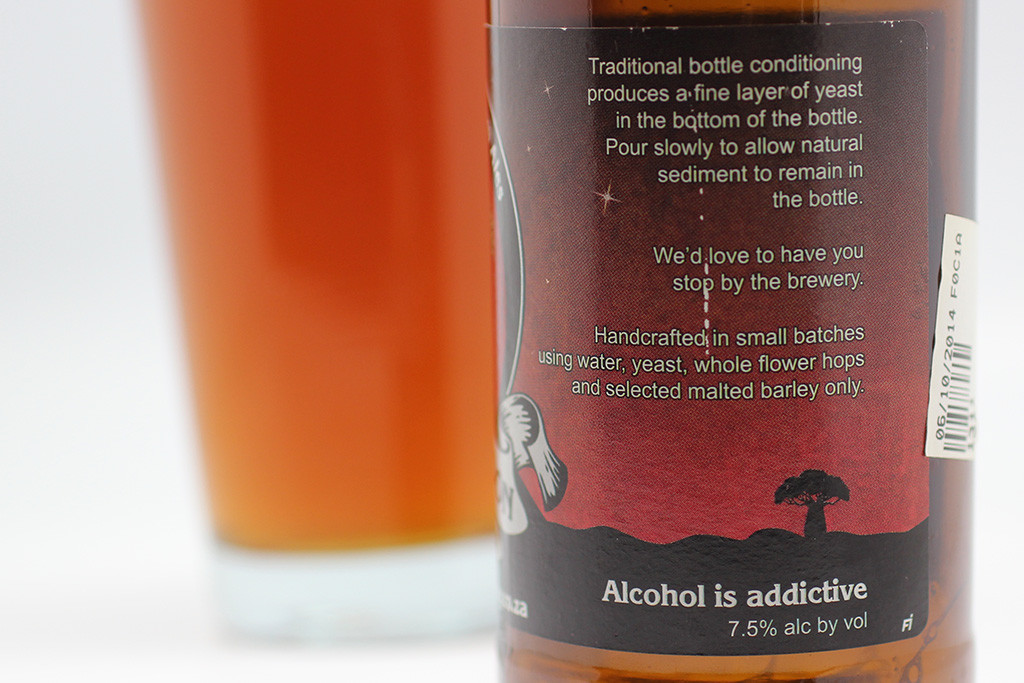 Traditional bottle conditioning
produces a fine layer of yeast
in the bottom of the bottle.
Pour slowly to allow natural
sediment to remain in
the bottle.
We'd love to have you
stop by the brewery.
Handcrafted in small batches
using water, yeast, whole flower hops
and selected malted barley only.
Alcohol is addictive
7.5% alc by vol
Fi
Ales
.za
06/10/2014 F0C1A